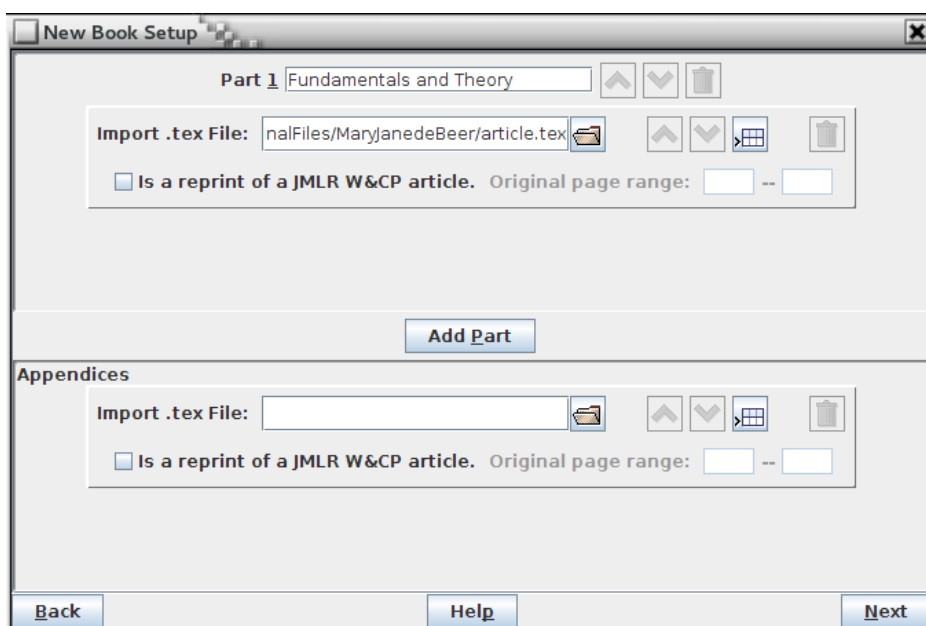 New Book Setup
Part 1 Fundamentals and Theory
Import .tex File: nalFiles/MaryJanedeBeer/article.tex
Is a reprint of a JMLR W&CP article. Original page range: --
Add Part
Appendices
Import .tex File:
Is a reprint of a JMLR W&CP article. Original page range: --
Back Help Next